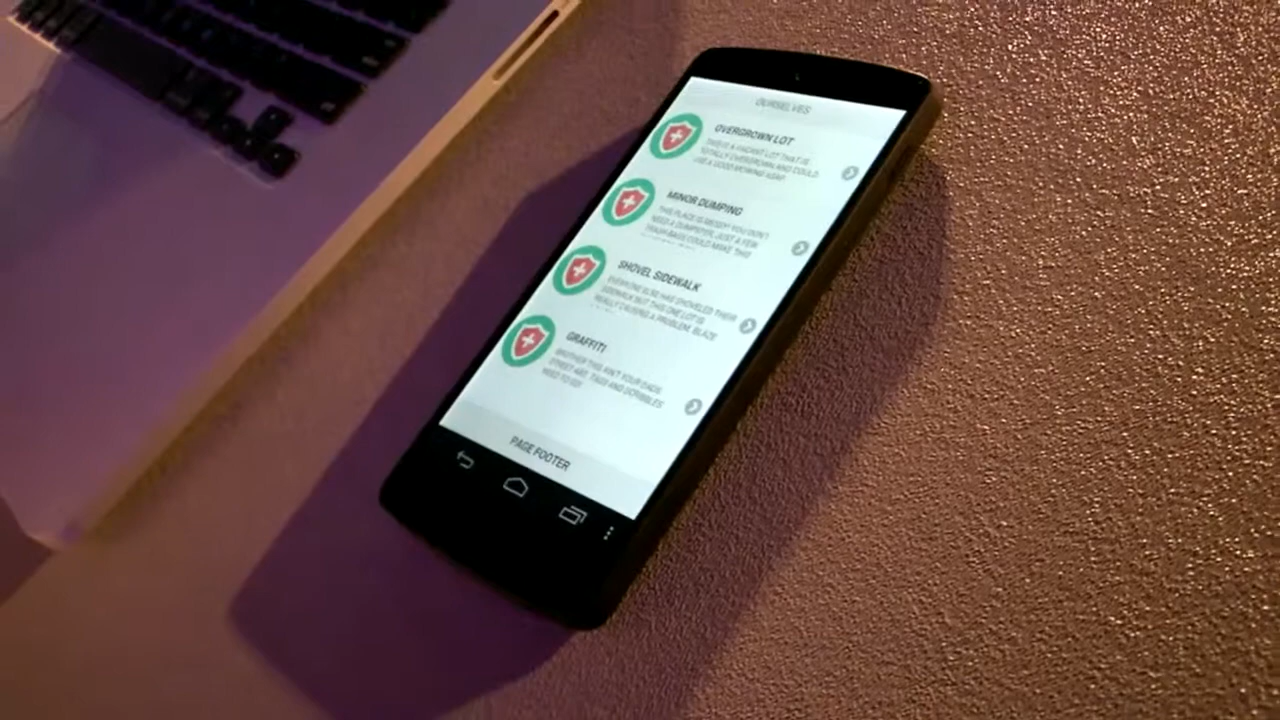 OURSELVES
OVERGROWN LOT
THIS IS A VACANT LOT THAT IS
TOTALLY OVERGROWN AND COULD
USE A GOOD MOWING ASAP.
MINOR DUMPING
THIS PLACE IS MESSY! YOU DON'T
NEED A DUMPSTER, JUST A FEW
TRASH BAGS COULD MAKE THIS
SHOVEL SIDEWALK
EVERYONE ELSE HAS SHOVELED THEIR
SIDEWALK BUT THIS ONE LOT IS
REALLY CAUSING A PROBLEM. BLAZE
GRAFFITI
BROTHER THIS AIN'T YOUR DADS
STREET ART. TAGS AND SCRIBBLES
NEED TO GO!
PAGE FOOTER